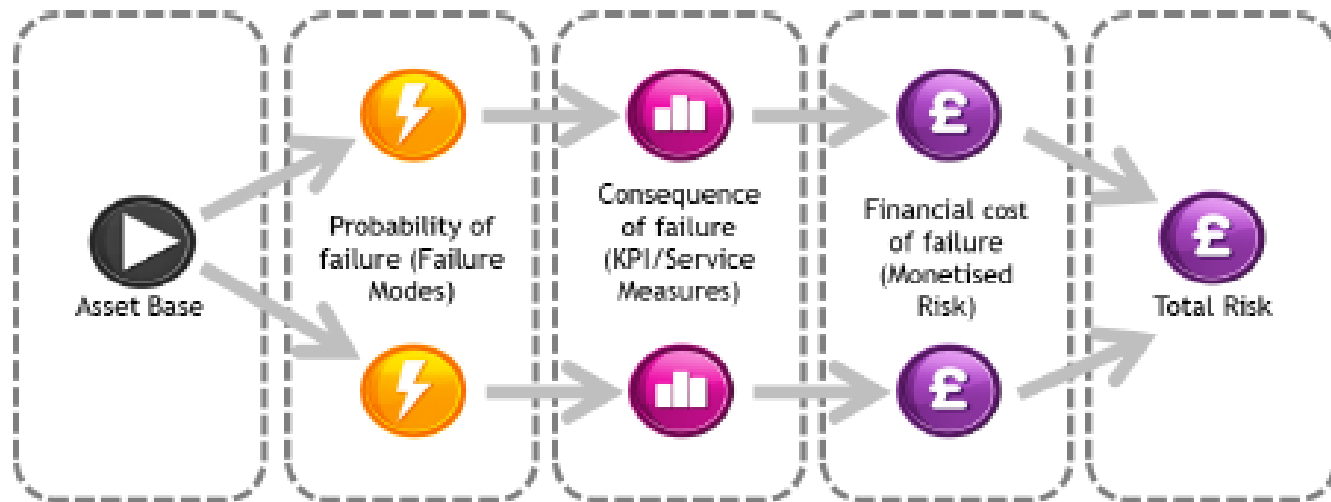 £
£
£
Asset Base
Probability of
failure (Failure
Modes)
Consequence
of failure
(KPI/Service
Measures)
Financial cost
of failure
(Monetised
Risk)
Total Risk